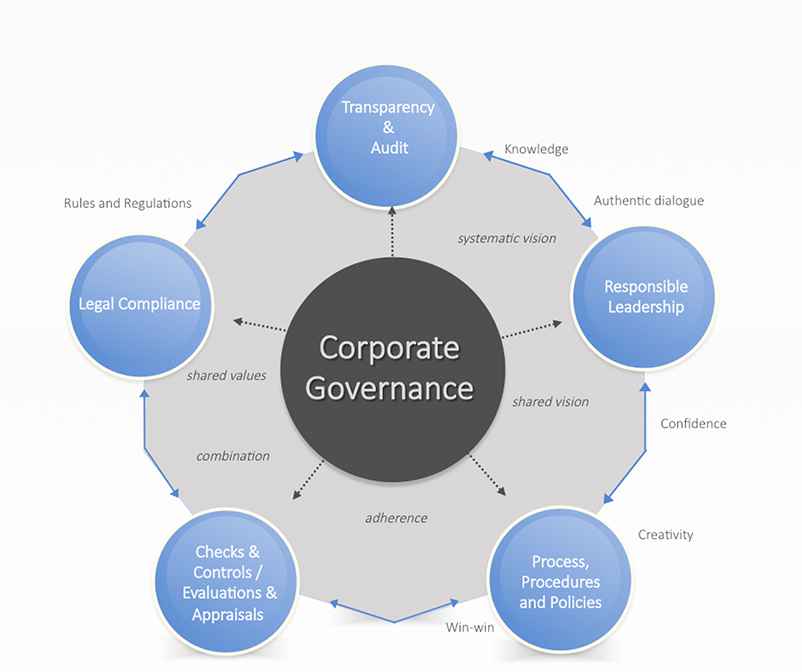 Transparency
&
Audit
Knowledge
Rules and Regulations
Authentic dialogue
systematic vision
Legal Compliance
Responsible
Leadership
Corporate
Governance
shared values
shared vision
Confidence
combination
adherence
Creativity
Checks &
Controls /
Evaluations &
Appraisals
Process,
Procedures
and Policies
Win-win